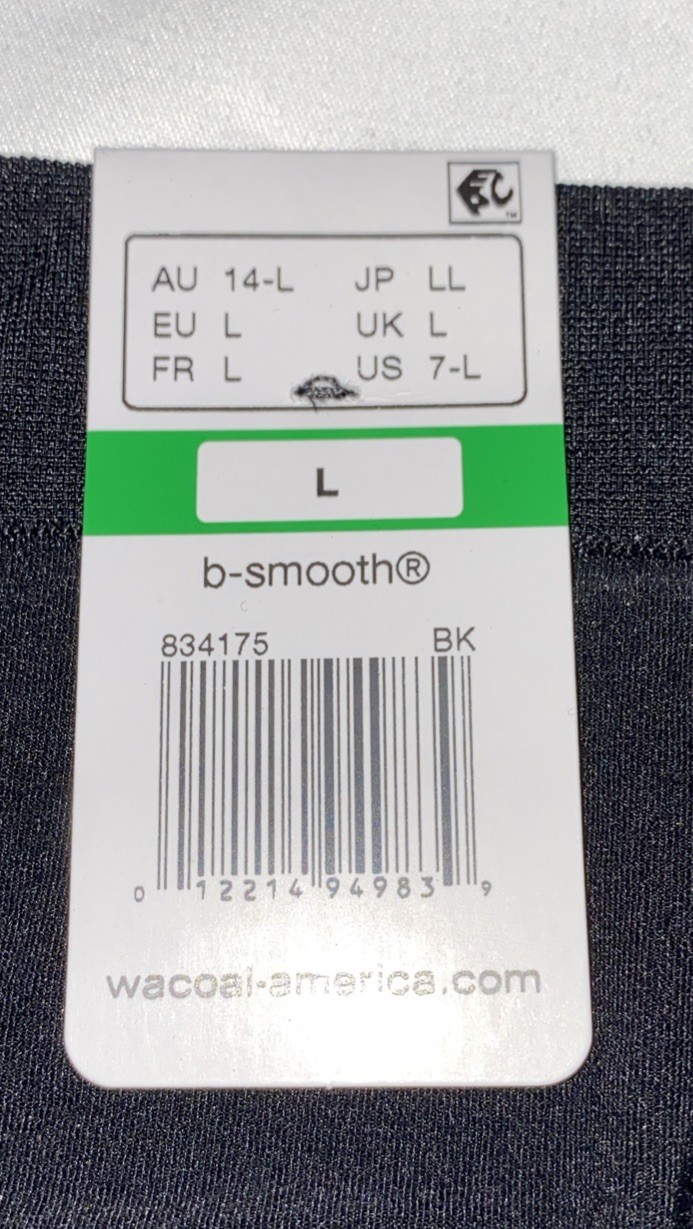 AU 14-L JP LL
EU L UK L
FR L US 7-L
L
b-smooth®
834175 BK
0 12214 94983 9
wacoal-america.com